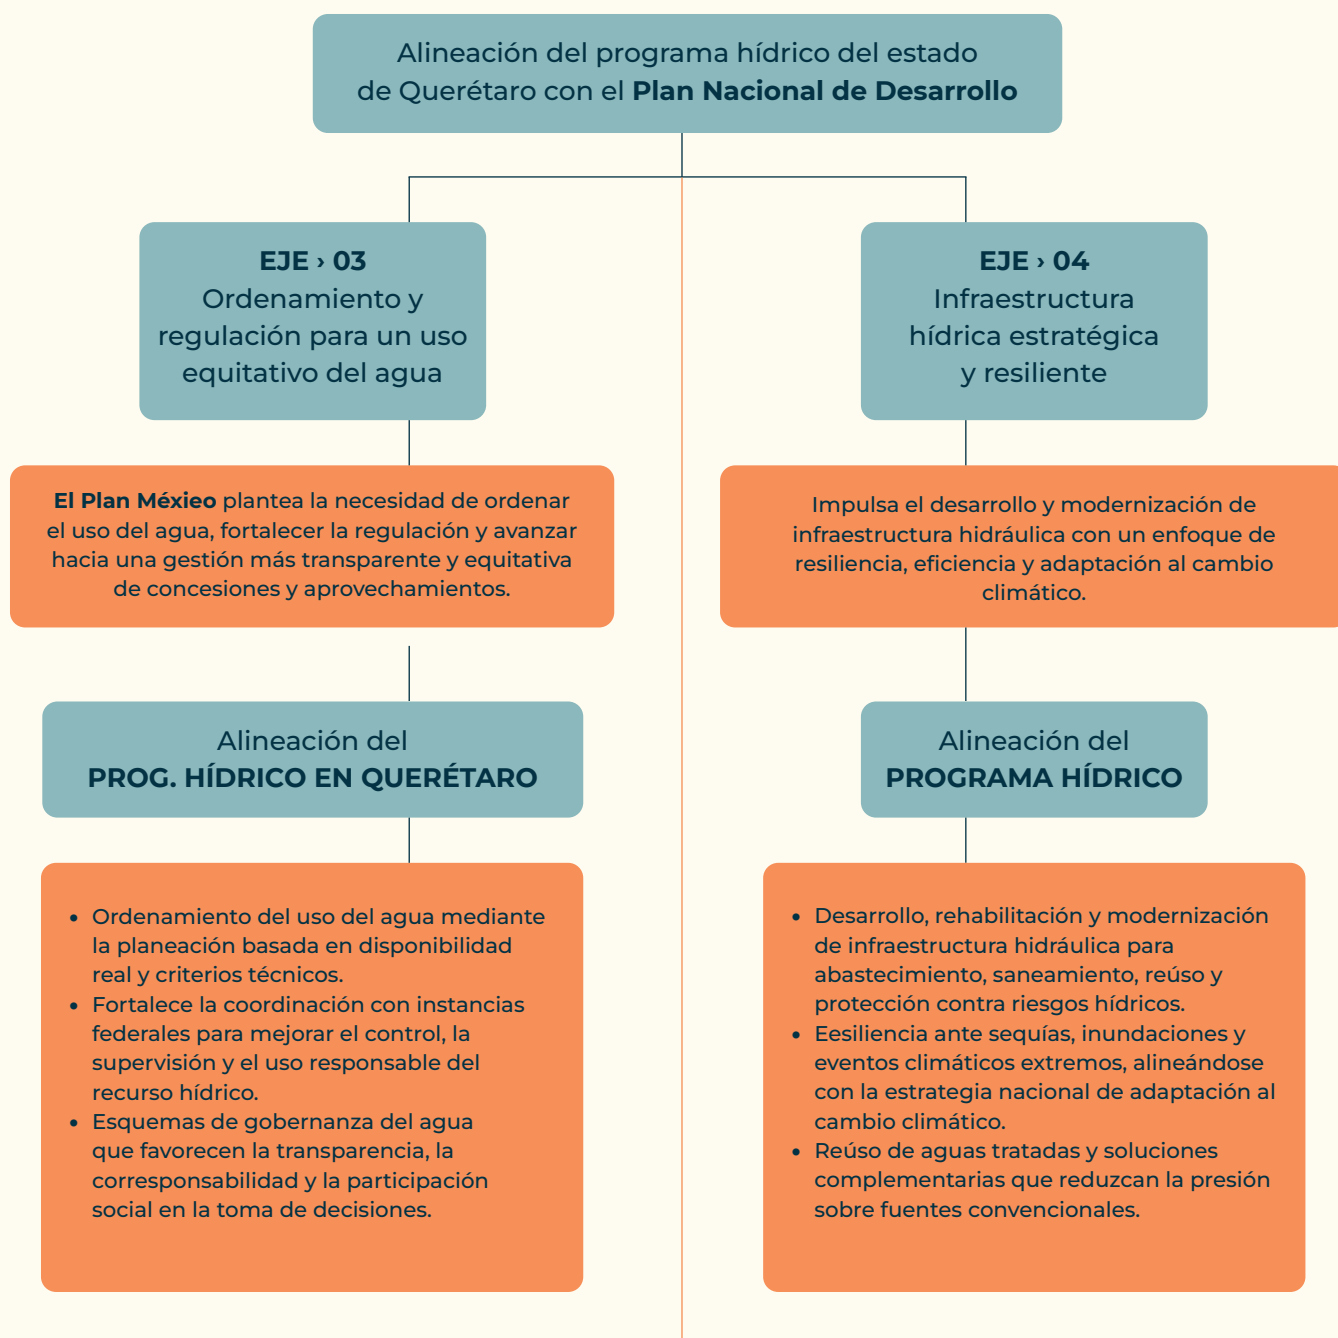 Alineación del programa hídrico del estado
de Querétaro con el Plan Nacional de Desarrollo
EJE › 03
Ordenamiento y
regulación para un uso
equitativo del agua
El Plan Méxieo plantea la necesidad de ordenar
el uso del agua, fortalecer la regulación y avanzar
hacia una gestión más transparente y equitativa
de concesiones y aprovechamientos.
Alineación del
PROG. HÍDRICO EN QUERÉTARO
• Ordenamiento del uso del agua mediante
la planeación basada en disponibilidad
real y criterios técnicos.
• Fortalece la coordinación con instancias
federales para mejorar el control, la
supervisión y el uso responsable del
recurso hídrico.
• Esquemas de gobernanza del agua
que favorecen la transparencia, la
corresponsabilidad y la participación
social en la toma de decisiones.
EJE › 04
Infraestructura
hídrica estratégica
y resiliente
Impulsa el desarrollo y modernización de
infraestructura hidráulica con un enfoque de
resiliencia, eficiencia y adaptación al cambio
climático.
Alineación del
PROGRAMA HÍDRICO
• Desarrollo, rehabilitación y modernización
de infraestructura hidráulica para
abastecimiento, saneamiento, reúso y
protección contra riesgos hídricos.
• Eesiliencia ante sequías, inundaciones y
eventos climáticos extremos, alineándose
con la estrategia nacional de adaptación al
cambio climático.
• Reúso de aguas tratadas y soluciones
complementarias que reduzcan la presión
sobre fuentes convencionales.